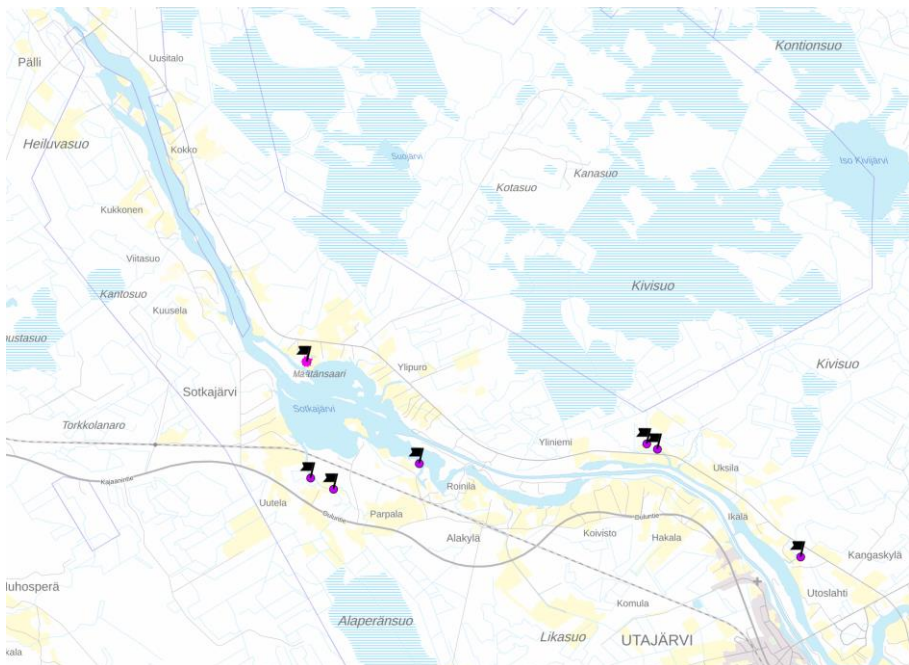 Kontionsuo
Uusitalo
Pälli
Heiluvasuo
Kokko
Suojärvi
Iso Kivijärvi
Kanasuo
Kotasuo
Kukkonen
Viitasuo
Kantosuo
Kivisuo
Kuusela
ustasuo
Ylipuro
Kivisuo
itänsaari
Sotkajärvi
Sotkajärvi
Torkkolanaro
Yliniemi
Uksila
Kajaanintie
Roinila
Uutela
Parpala
Ouluntie
Ouluntie
Ikälä
Alakylä
Koivisto
Hakala
Kangaskylä
Utoslahti
Muhosperä
Komula
Alaperänsuo
Likasuo
UTAJÄRVI
kala